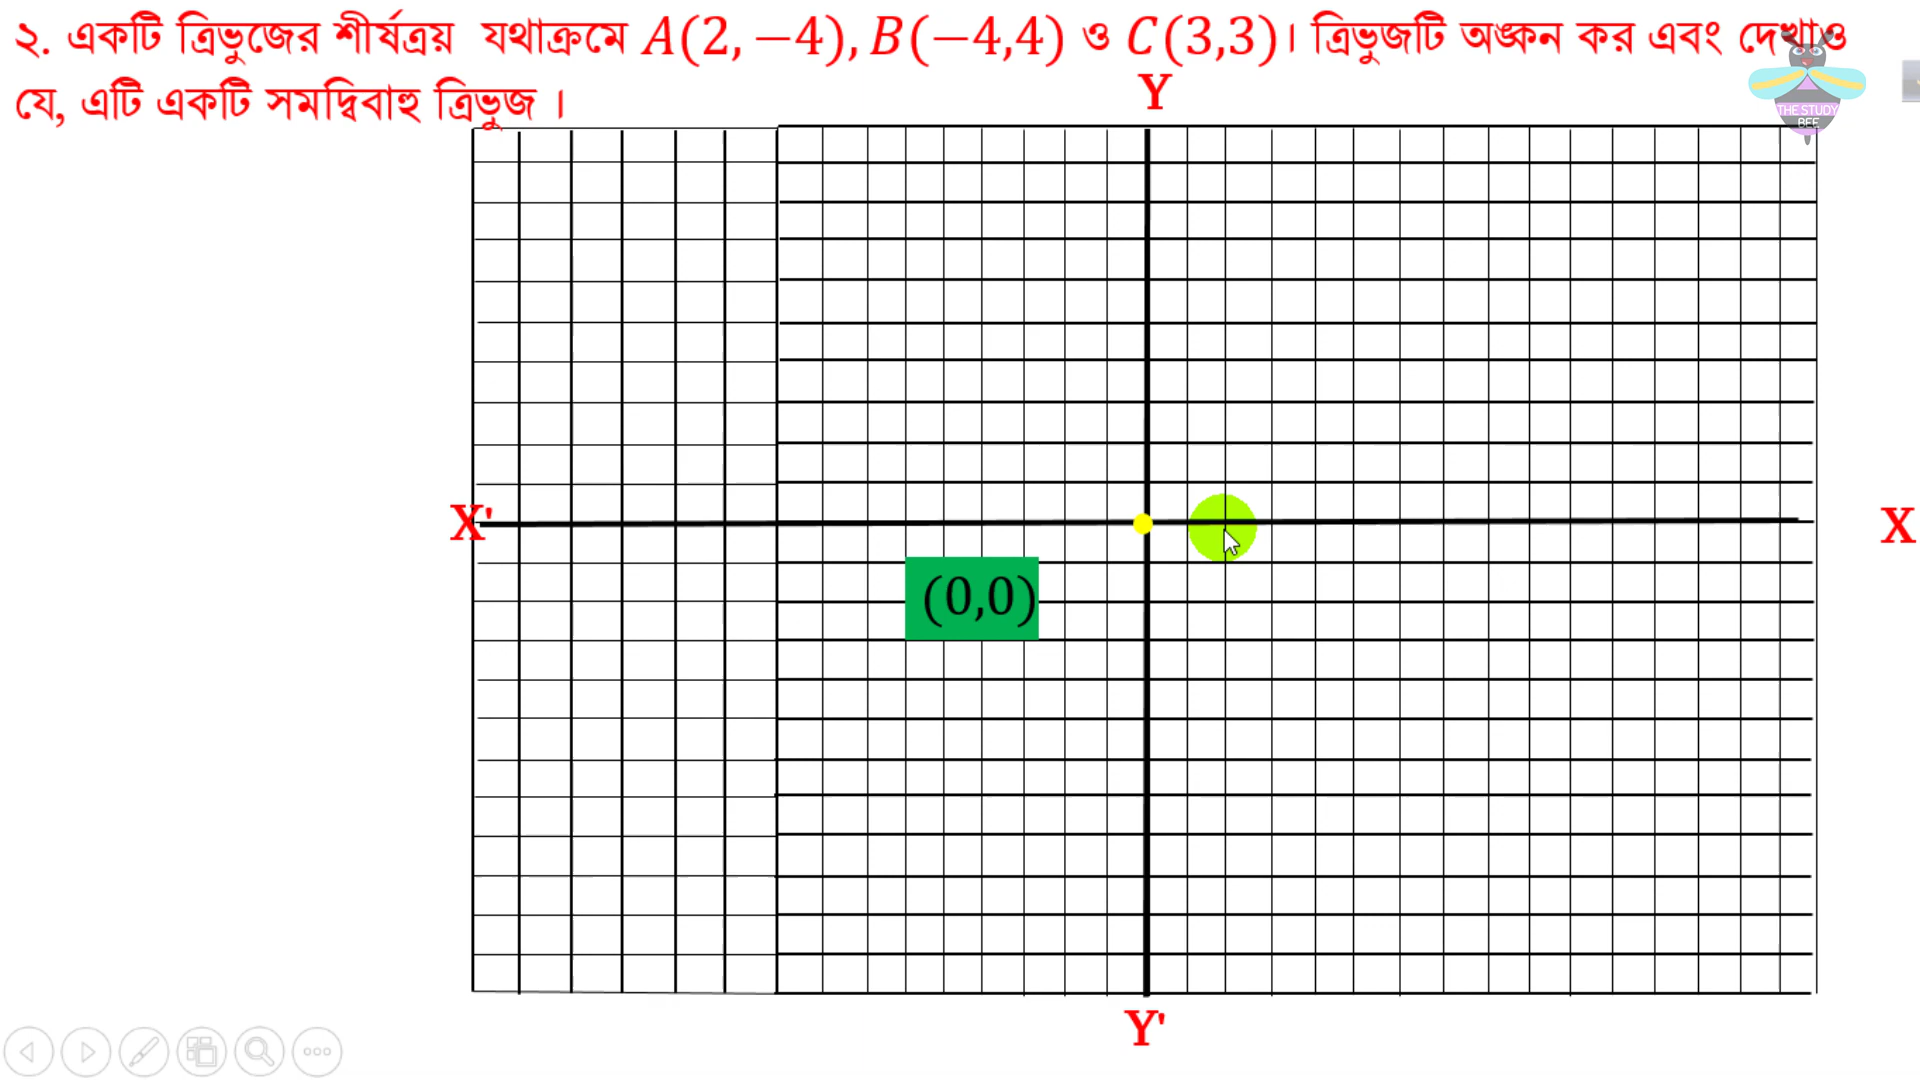 ২. একটি ত্রিভুজের শীর্ষত্রয় যথাক্রমে A(2, −4), B(−4,4) ও C(3,3)। ত্রিভুজটি অঙ্কন কর এবং দেখাও
যে, এটি একটি সমদ্বিবাহু ত্রিভুজ ।
Y
THE STUDY
BEE
X'
X
(0,0)
Y'